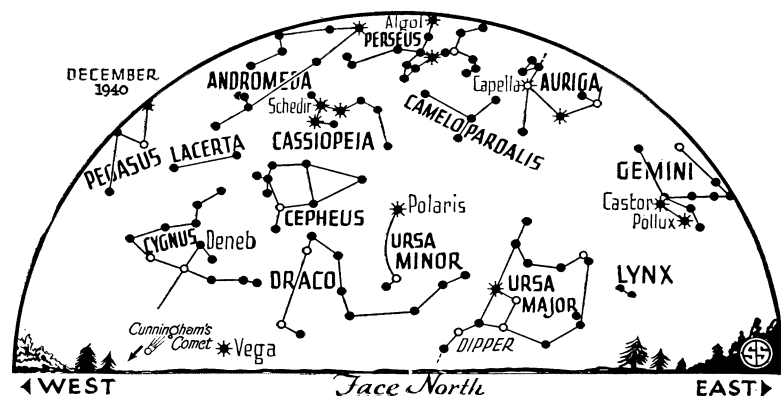 Algol
PERSEUS
DECEMBER
1940
ANDROMEDA
Capella
AURIGA
Schedir
CASSIOPEIA
CAMELOPARDALIS
PEGASUS
LACERTA
GEMINI
CEPHEUS
Polaris
Castor
Pollux
CYGNUS
Deneb
URSA
MINOR
DRACO
URSA
MAJOR
LYNX
Cunningham's
Comet
Vega
DIPPER
WEST
Face North
EAST